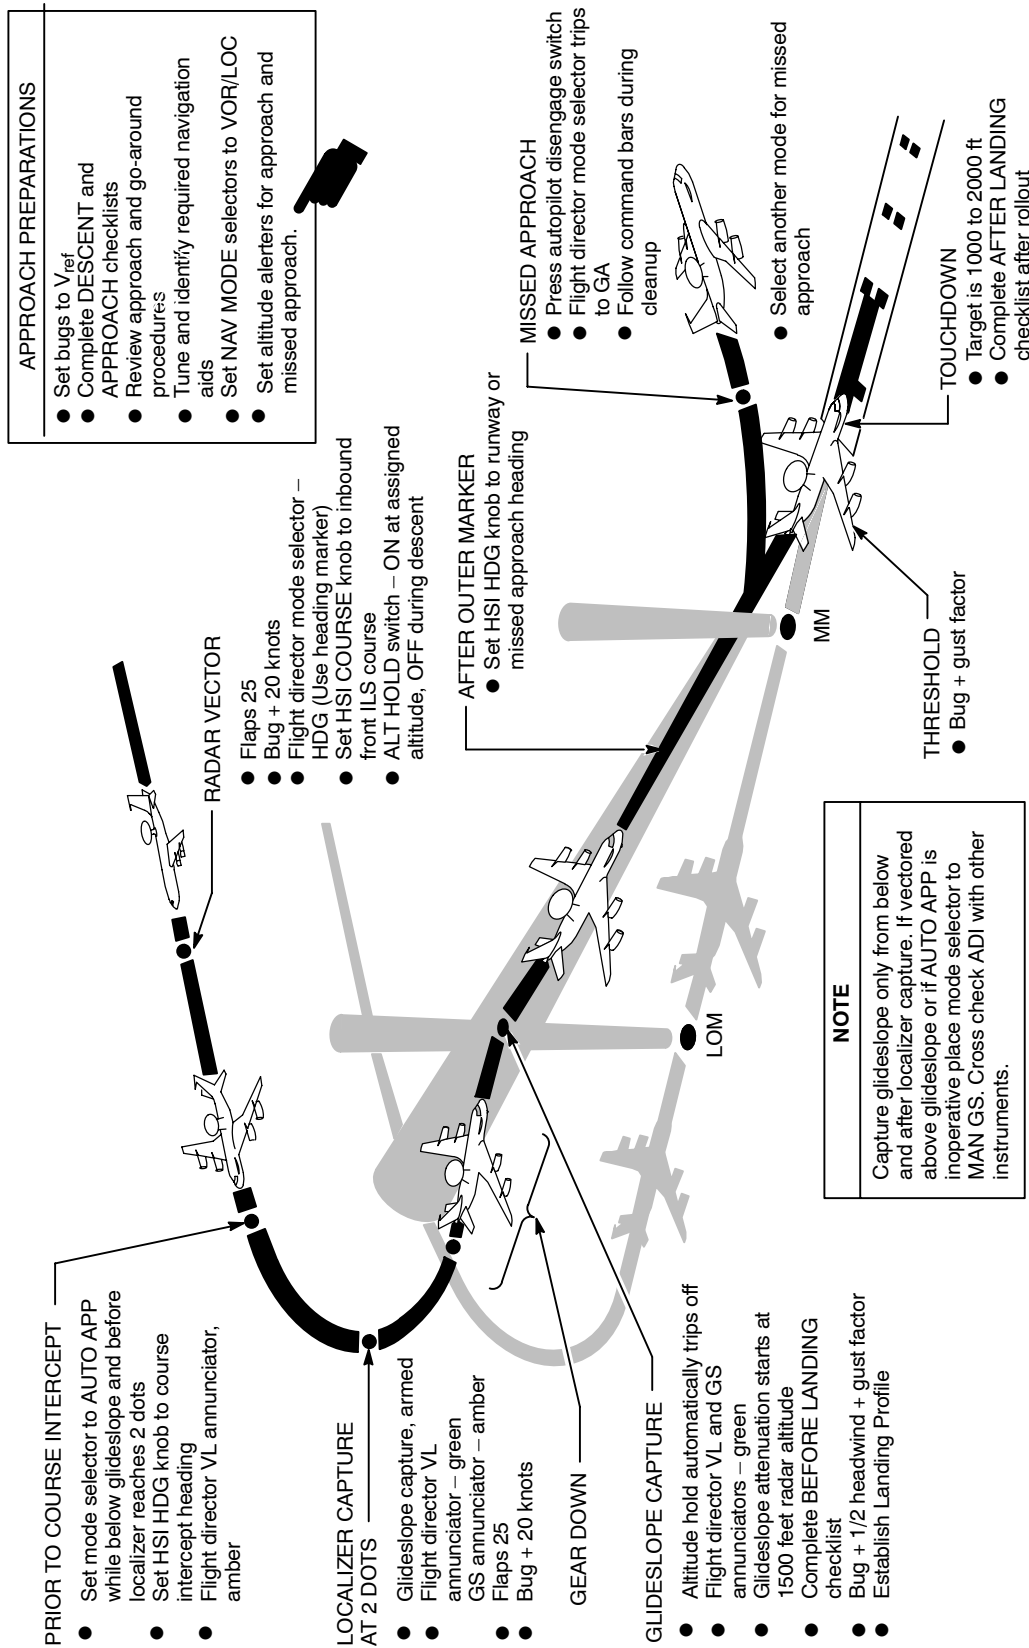 APPROACH PREPARATIONS
● Set bugs to Vref
● Complete DESCENT and
APPROACH checklists
● Review approach and go-around
procedures
● Tune and identify required navigation
aids
● Set NAV MODE selectors to VOR/LOC
● Set altitude alerters for approach and
missed approach.
RADAR VECTOR
● Flaps 25
● Bug + 20 knots
● Flight director mode selector –
HDG (Use heading marker)
● Set HSI COURSE knob to inbound
front ILS course
● ALT HOLD switch – ON at assigned
altitude, OFF during descent
PRIOR TO COURSE INTERCEPT
● Set mode selector to AUTO APP
while below glideslope and before
localizer reaches 2 dots
● Set HSI HDG knob to course
intercept heading
● Flight director VL annunciator,
amber
LOCALIZER CAPTURE
AT 2 DOTS
● Glideslope capture, armed
● Flight director VL
annunciator – green
GS annunciator – amber
● Flaps 25
● Bug + 20 knots
GEAR DOWN
GLIDESLOPE CAPTURE
● Altitude hold automatically trips off
● Flight director VL and GS
annunciators – green
● Glideslope attenuation starts at
1500 feet radar altitude
● Complete BEFORE LANDING
checklist
● Bug + 1/2 headwind + gust factor
● Establish Landing Profile
LOM
AFTER OUTER MARKER
● Set HSI HDG knob to runway or
missed approach heading
MM
MISSED APPROACH
● Press autopilot disengage switch
● Flight director mode selector trips
to GA
● Follow command bars during
cleanup
● Select another mode for missed
approach
THRESHOLD
● Bug + gust factor
TOUCHDOWN
● Target is 1000 to 2000 ft
● Complete AFTER LANDING
checklist after rollout
NOTE
Capture glideslope only from below
and after localizer capture. If vectored
above glideslope or if AUTO APP is
inoperative place mode selector to
MAN GS. Cross check ADI with other
instruments.